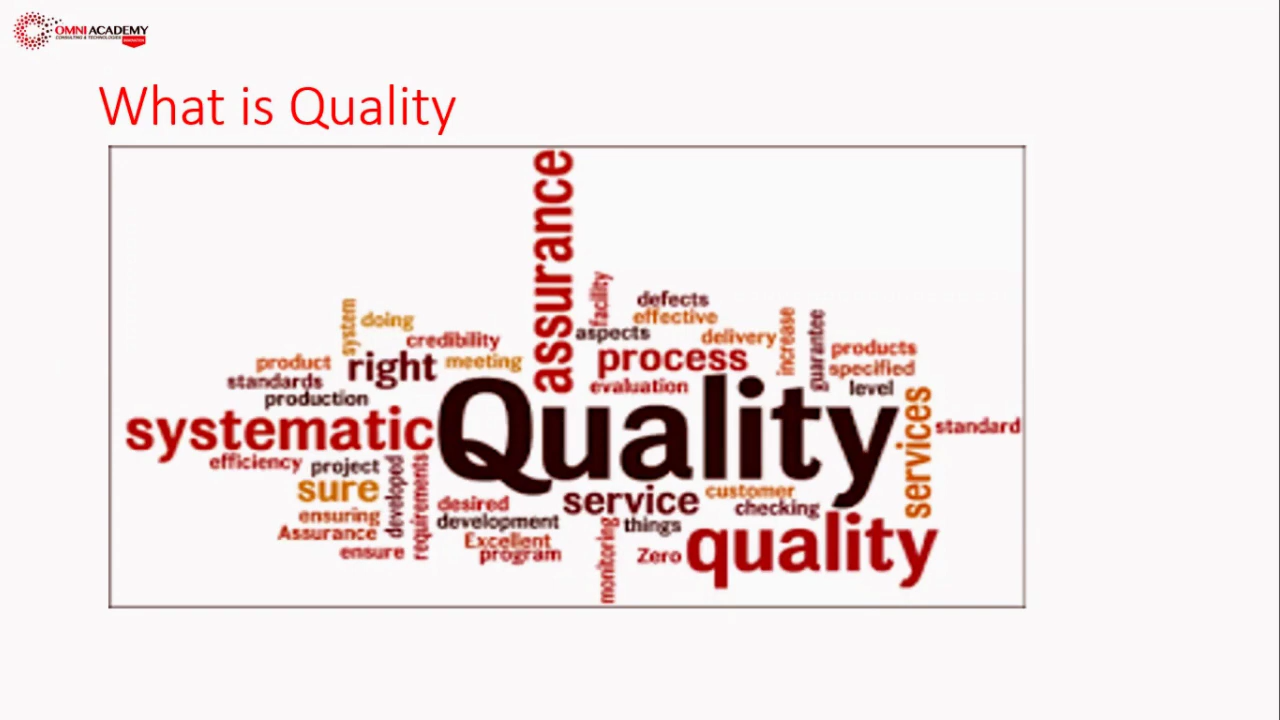 OMNI ACADEMY
CONSULTING & TECHNOLOGIES
What is Quality
assurance
facility
defects
system
doing
effective
aspects
delivery
increase
guarantee
credibility
products
product
right
meeting
process
specified
standards
evaluation
level
production
Quality
services
standard
systematic
efficiency
project
developed
requirements
sure
desired
service
customer
checking
ensuring
development
things
Assurance
Excellent
monitoring
quality
ensure
program
Zero